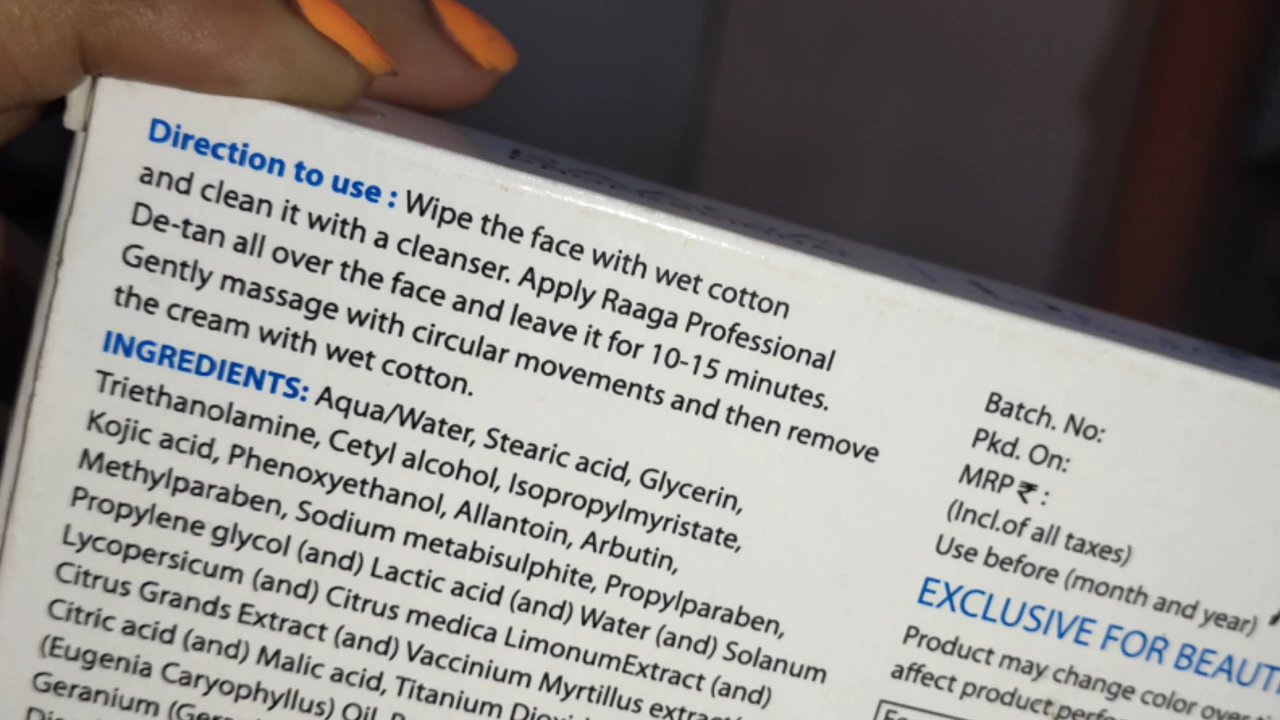 Direction to use : Wipe the face with wet cotton
and clean it with a cleanser. Apply Raaga Professional
De-tan all over the face and leave it for 10-15 minutes.
Gently massage with circular movements and then remove
the cream with wet cotton.
INGREDIENTS: Aqua/Water, Stearic acid, Glycerin,
Triethanolamine, Cetyl alcohol, Isopropylmyristate,
Kojic acid, Phenoxyethanol, Allantoin, Arbutin,
Methylparaben, Sodium metabisulphite, Propylparaben,
Propylene glycol (and) Lactic acid (and) Water (and) Solanum
Lycopersicum (and) Citrus medica LimonumExtract (and)
Citrus Grands Extract (and) Vaccinium Myrtillus
Citric acid (and) Malic acid, Titanium
(Eugenia Caryophyllus) Oil,
Geranium
Batch. No:
Pkd. On:
MRP ₹ :
(Incl.of all taxes)
Use before (month and year)
EXCLUSIVE FOR
Product may change color over
affect product